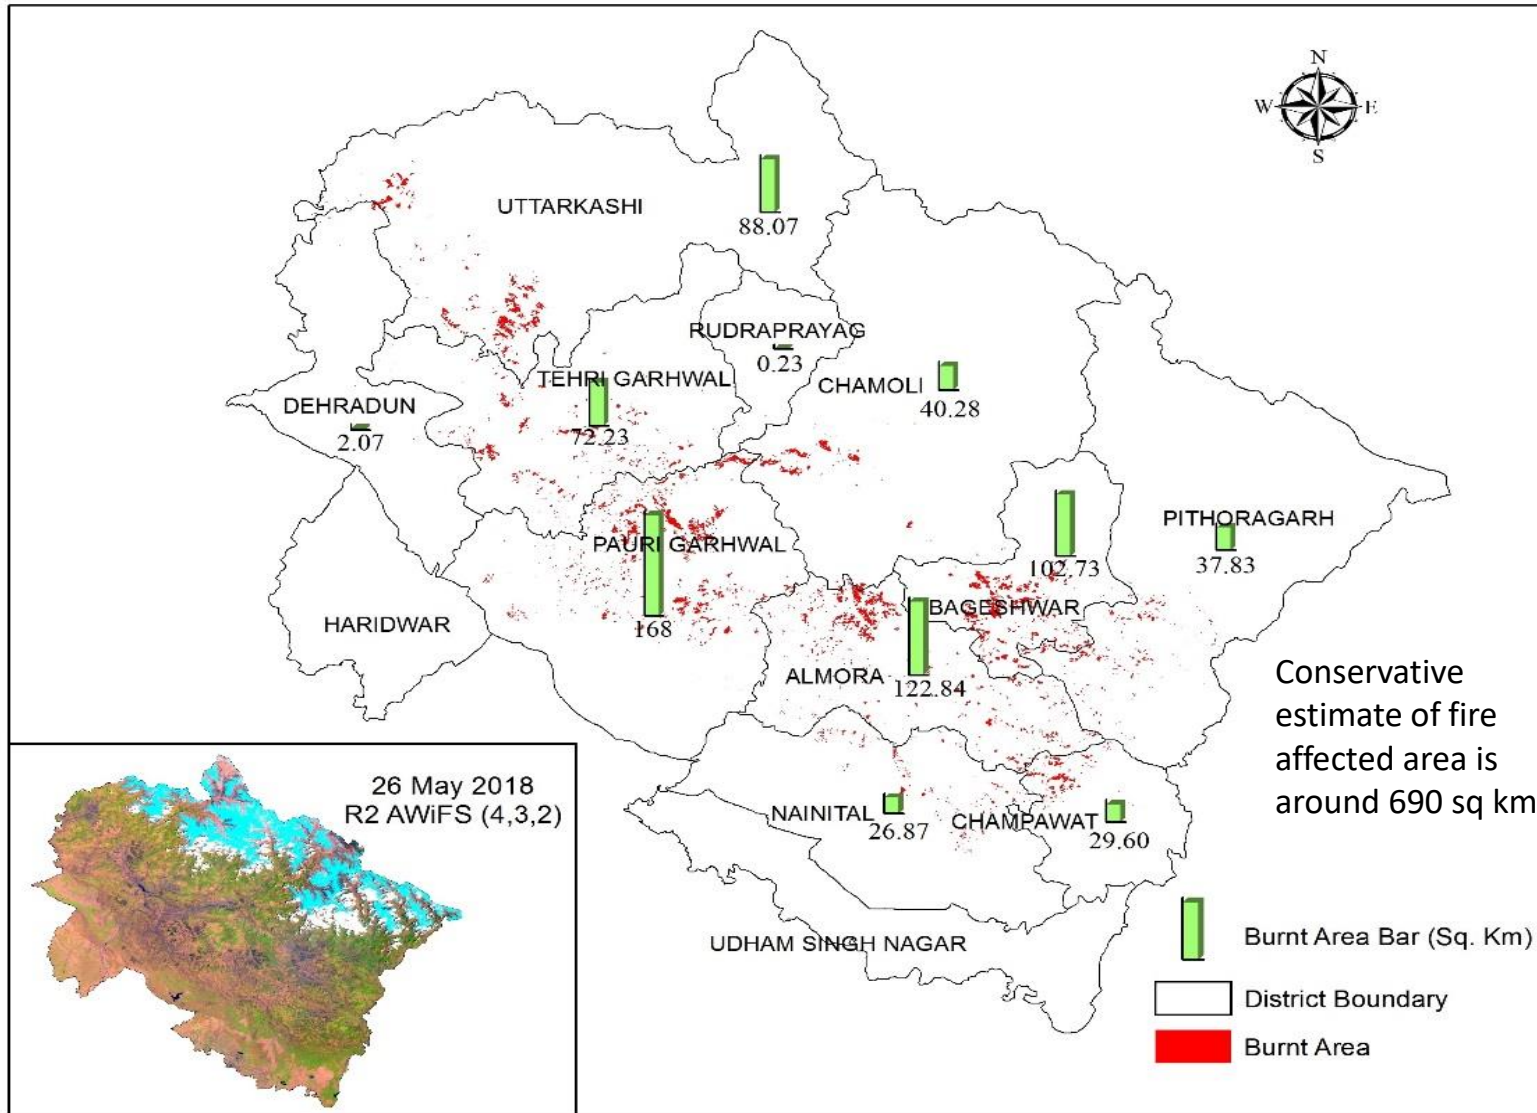 N
W
E
S
UTTARKASHI
88.07
RUDRAPRAYAG
0.23
TEHRI GARHWAL
72.23
CHAMOLI
40.28
DEHRADUN
2.07
PITHORAGARH
37.83
PAURI GARHWAL
168
102.73
BAGESHWAR
HARIDWAR
ALMORA
122.84
Conservative
estimate of fire
affected area is
around 690 sq km
26 May 2018
R2 AWiFS (4,3,2)
NAINITAL
26.87
CHAMPAWAT
29.60
UDHAM SINGH NAGAR
Burnt Area Bar (Sq. Km)
District Boundary
Burnt Area